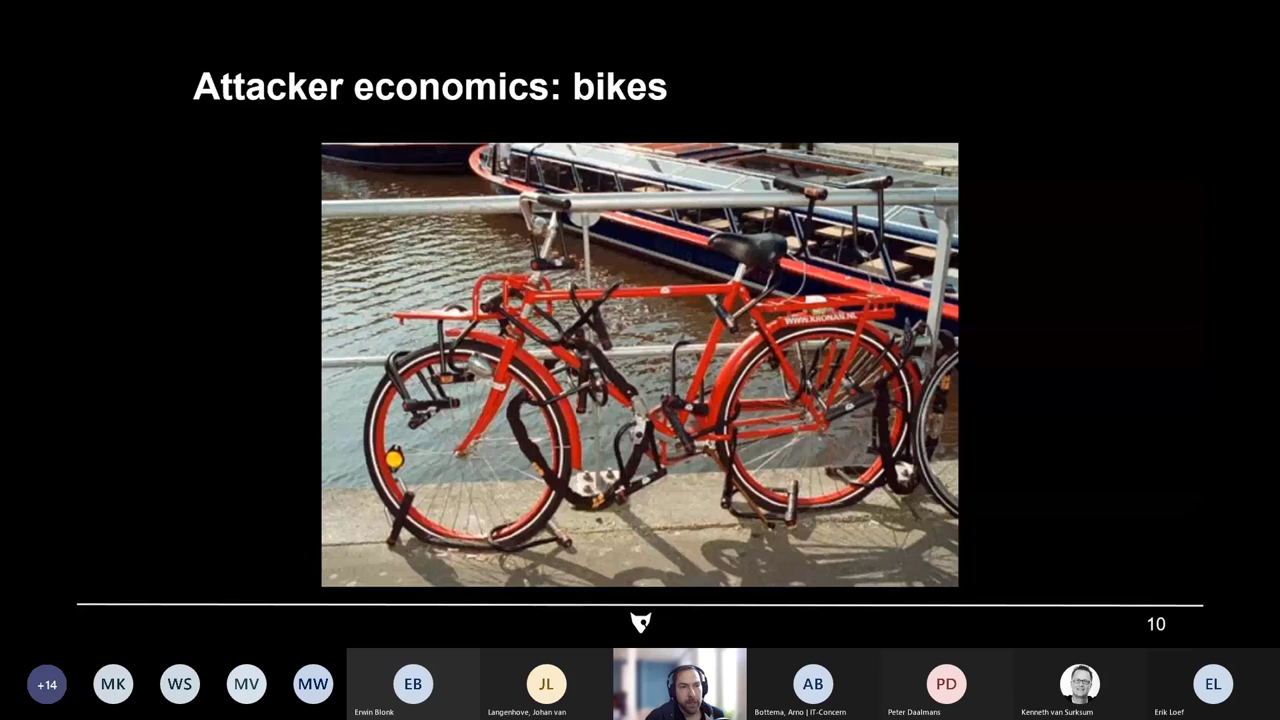 Attacker economics: bikes
WWW.KRONAN.NL
10
+14
MK
WS
MV
MW
EB
JL
AB
PD
EL
Erwin Blonk
Langenhove, Johan van
Bottema, Arno | IT-Concern
Peter Daalmans
Kenneth van Surksum
Erik Loef